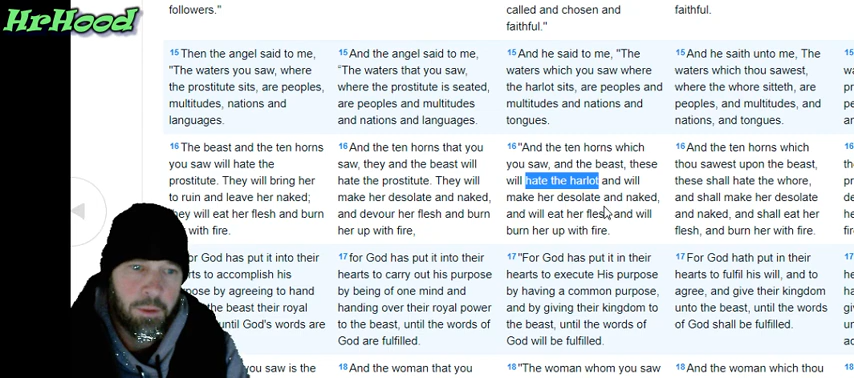 HrHood
followers."
15 Then the angel said to me,
"The waters you saw, where
the prostitute sits, are peoples,
multitudes, nations and
languages.
16 The beast and the ten horns
you saw will hate the
prostitute. They will bring her
to ruin and leave her naked;
they will eat her flesh and burn
with fire.
for God has put it into their
to accomplish his
by agreeing to hand
the beast their royal
until God's words are
you saw is the
15 And the angel said to me,
"The waters that you saw,
where the prostitute is seated,
are peoples and multitudes
and nations and languages.
16 And the ten horns that you
saw, they and the beast will
hate the prostitute. They will
make her desolate and naked,
and devour her flesh and burn
her up with fire,
17 for God has put it into their
hearts to carry out his purpose
by being of one mind and
handing over their royal power
to the beast, until the words of
God are fulfilled.
18 And the woman that you
called and chosen and
faithful."
15 And he said to me, "The
waters which you saw where
the harlot sits, are peoples and
multitudes and nations and
tongues.
16 "And the ten horns which
you saw, and the beast, these
will hate the harlot and will
make her desolate and naked,
and will eat her flesh and will
burn her up with fire.
17 "For God has put it in their
hearts to execute His purpose
by having a common purpose,
and by giving their kingdom to
the beast, until the words of
God will be fulfilled.
18 "The woman whom you saw
faithful.
15 And he saith unto me, The
waters which thou sawest,
where the whore sitteth, are
peoples, and multitudes, and
nations, and tongues.
16 And the ten horns which
thou sawest upon the beast,
these shall hate the whore,
and shall make her desolate
and naked, and shall eat her
flesh, and burn her with fire.
17 For God hath put in their
hearts to fulfil his will, and to
agree, and give their kingdom
unto the beast, until the words
of God shall be fulfilled.
18 And the woman which thou
15
16
17
18